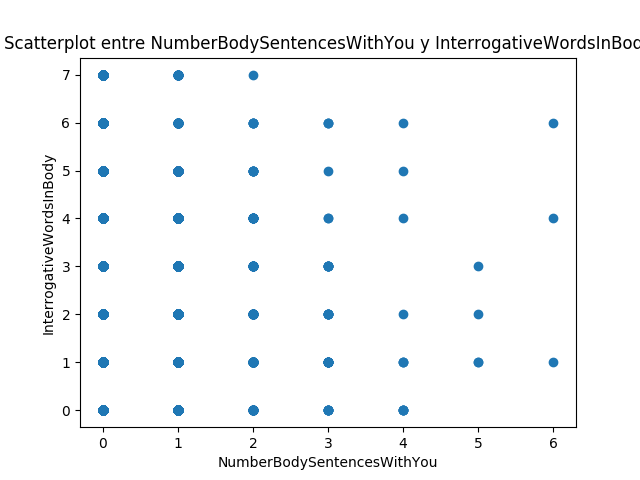 Scatterplot entre NumberBodySentencesWithYou y InterrogativeWordsInBod
7
6
5
4
3
2
1
0
InterrogativeWordsInBody
0 1 2 3 4 5 6
NumberBodySentencesWithYou